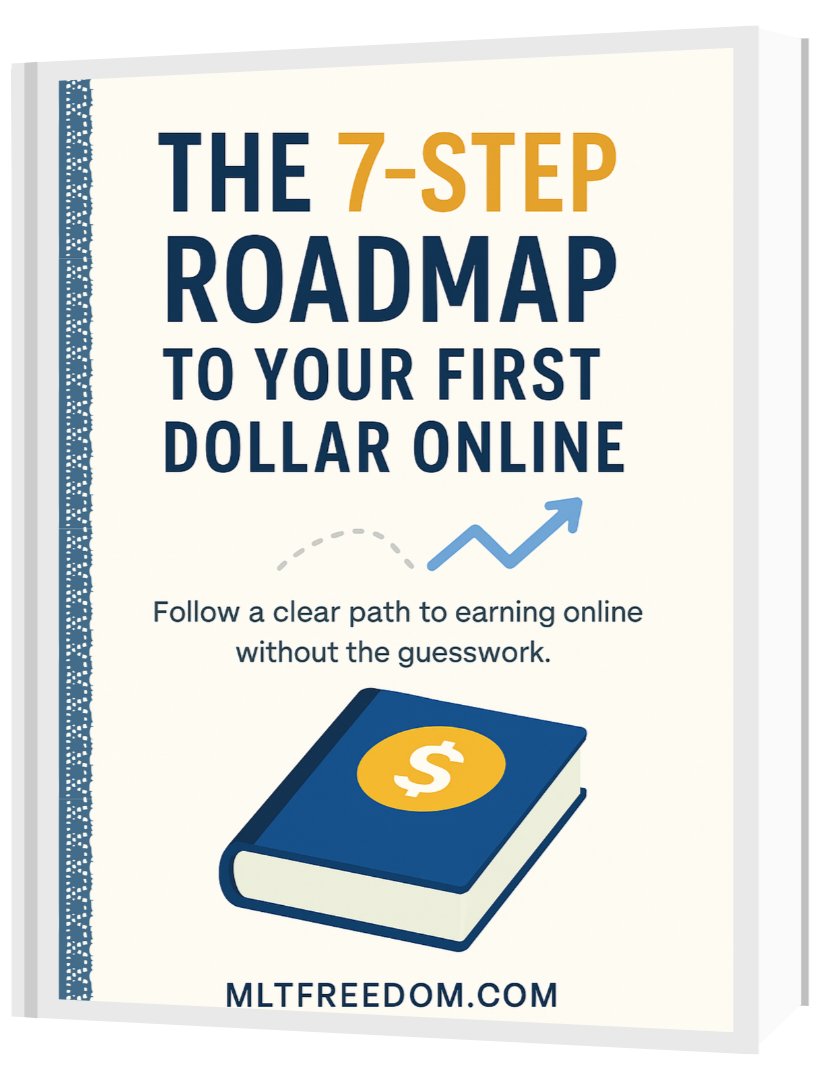 THE 7-STEP
ROADMAP
TO YOUR FIRST
DOLLAR ONLINE
Follow a clear path to earning online
without the guesswork.
$
MLTFREEDOM.COM